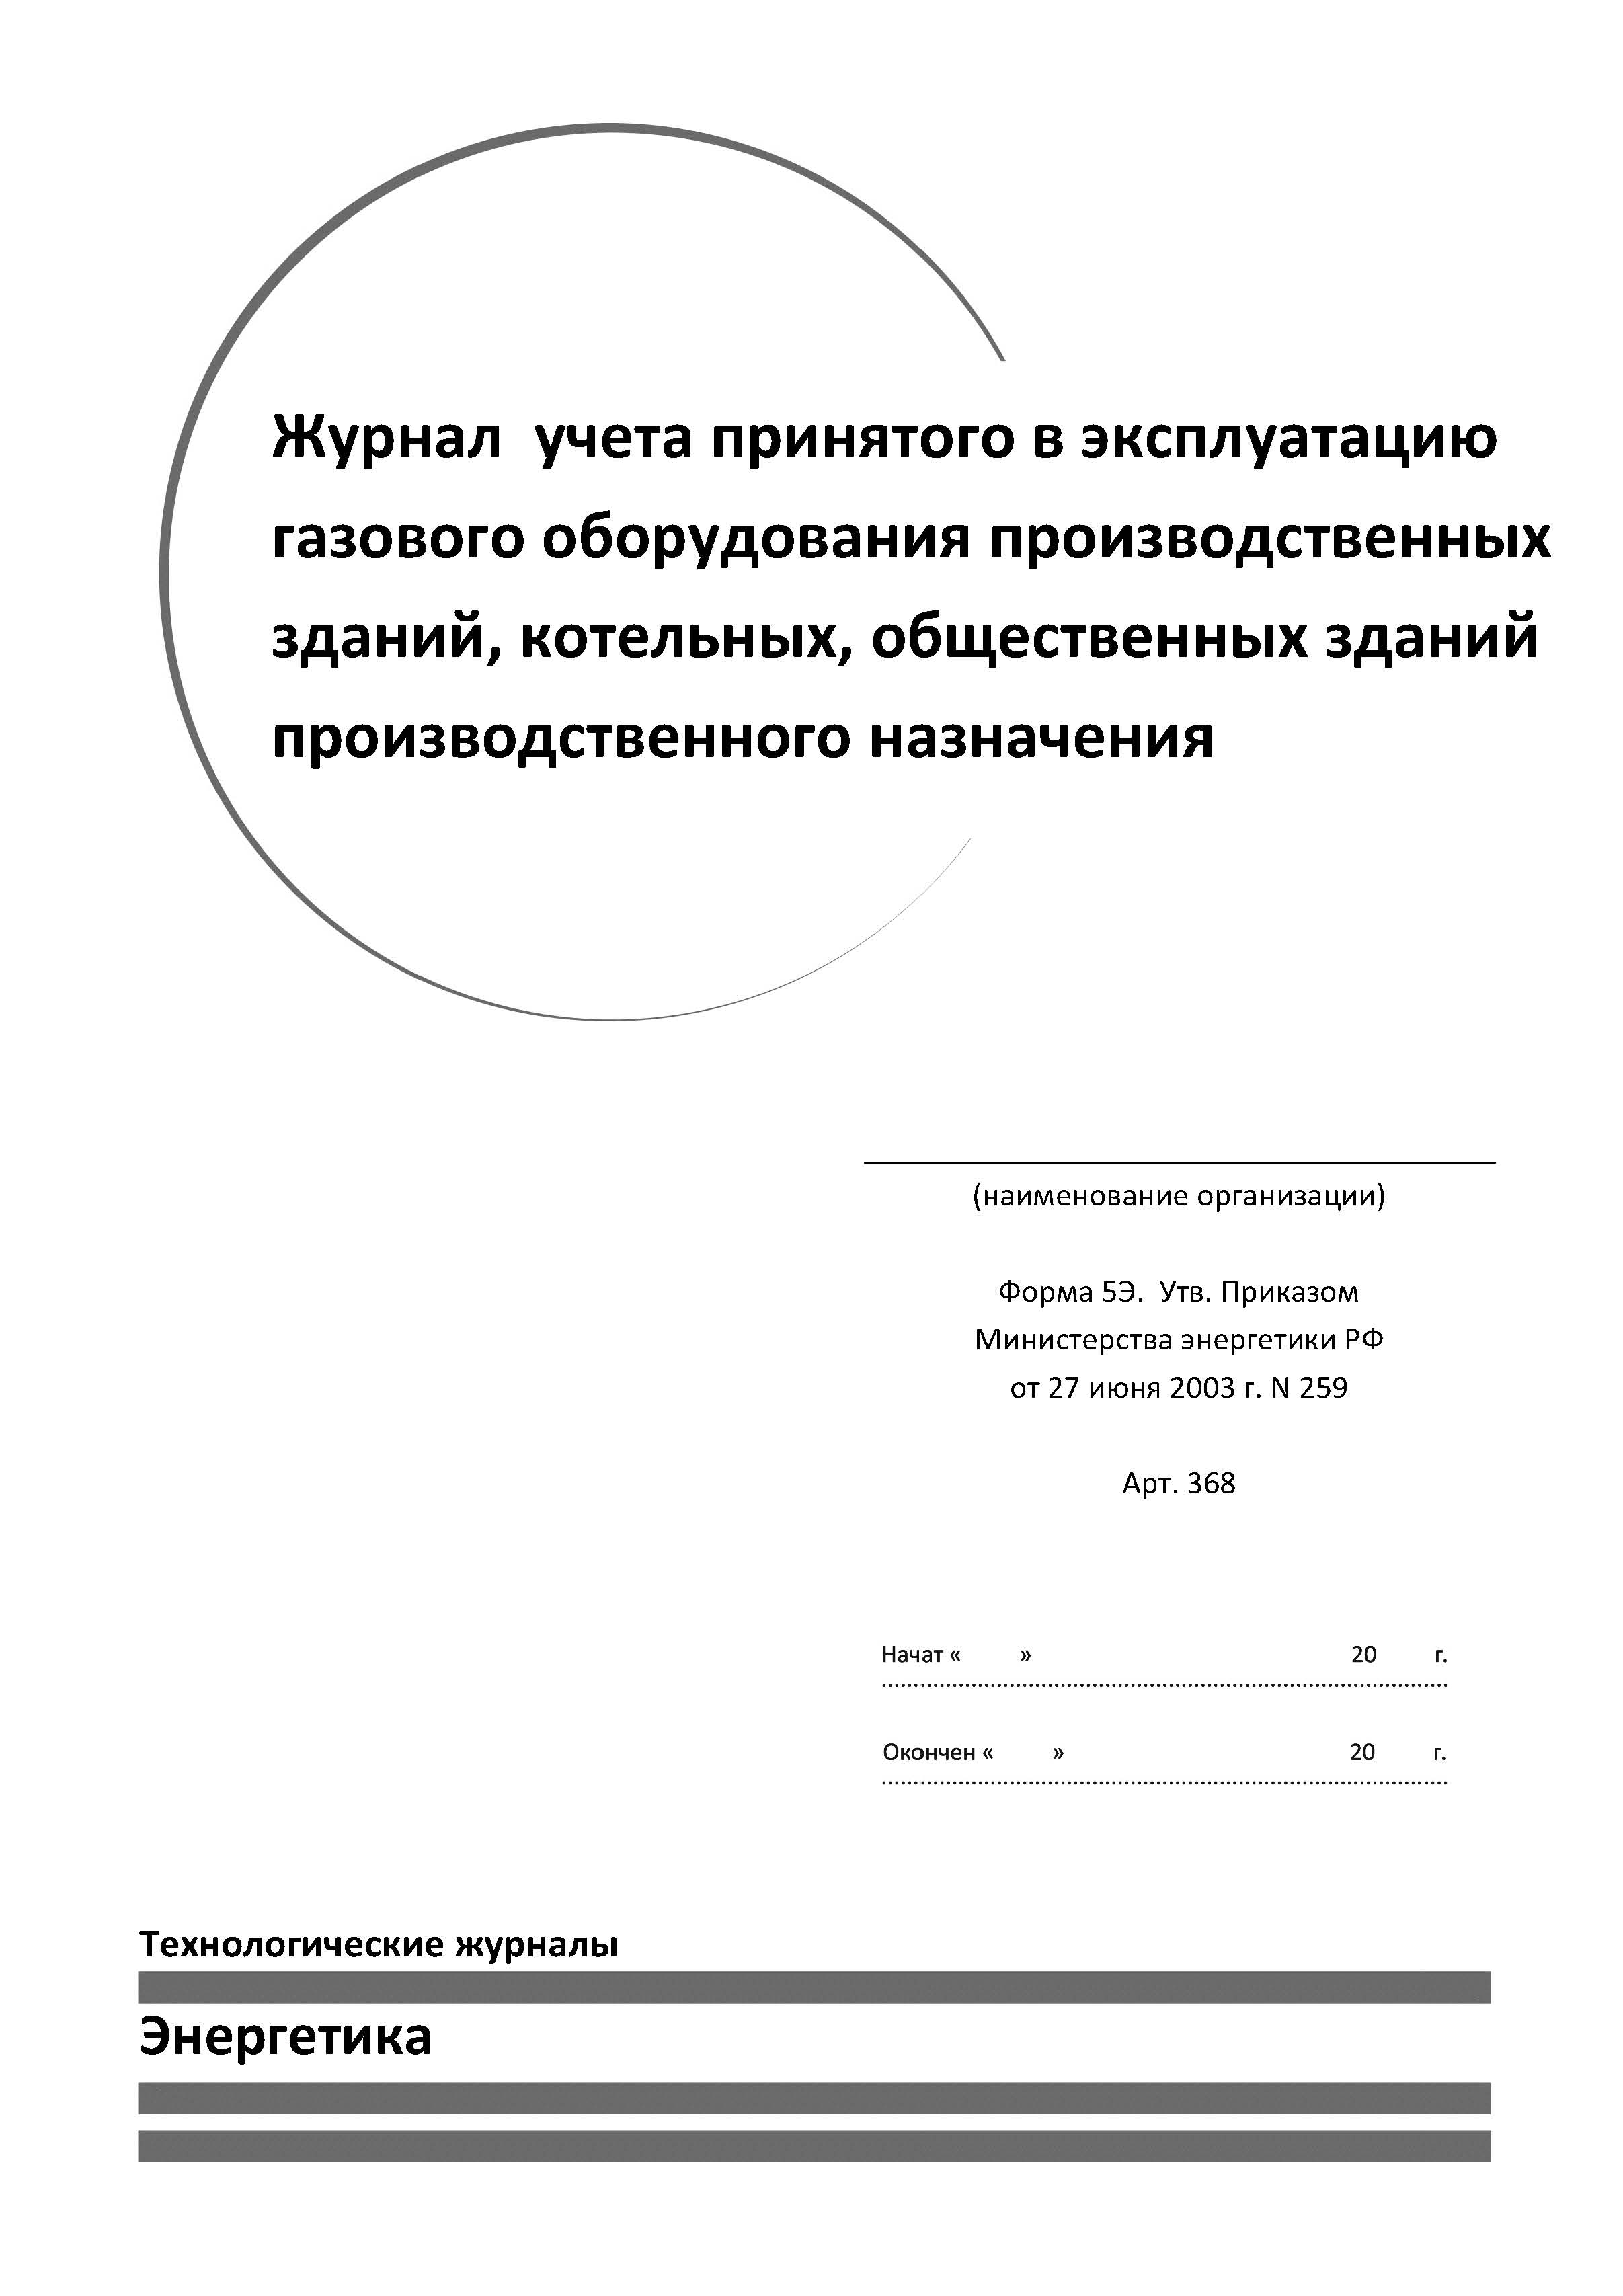 Журнал  учета принятого в эксплуатацию
газового оборудования производственных
зданий, котельных, общественных зданий
производственного назначения
(наименование организации)
Форма 5Э.  Утв. Приказом
Министерства энергетики РФ
от 27 июня 2003 г. N 259
Арт. 368
Начат «          »                                                     20          г.
Окончен «          »                                                20          г.
Технологические журналы
Энергетика